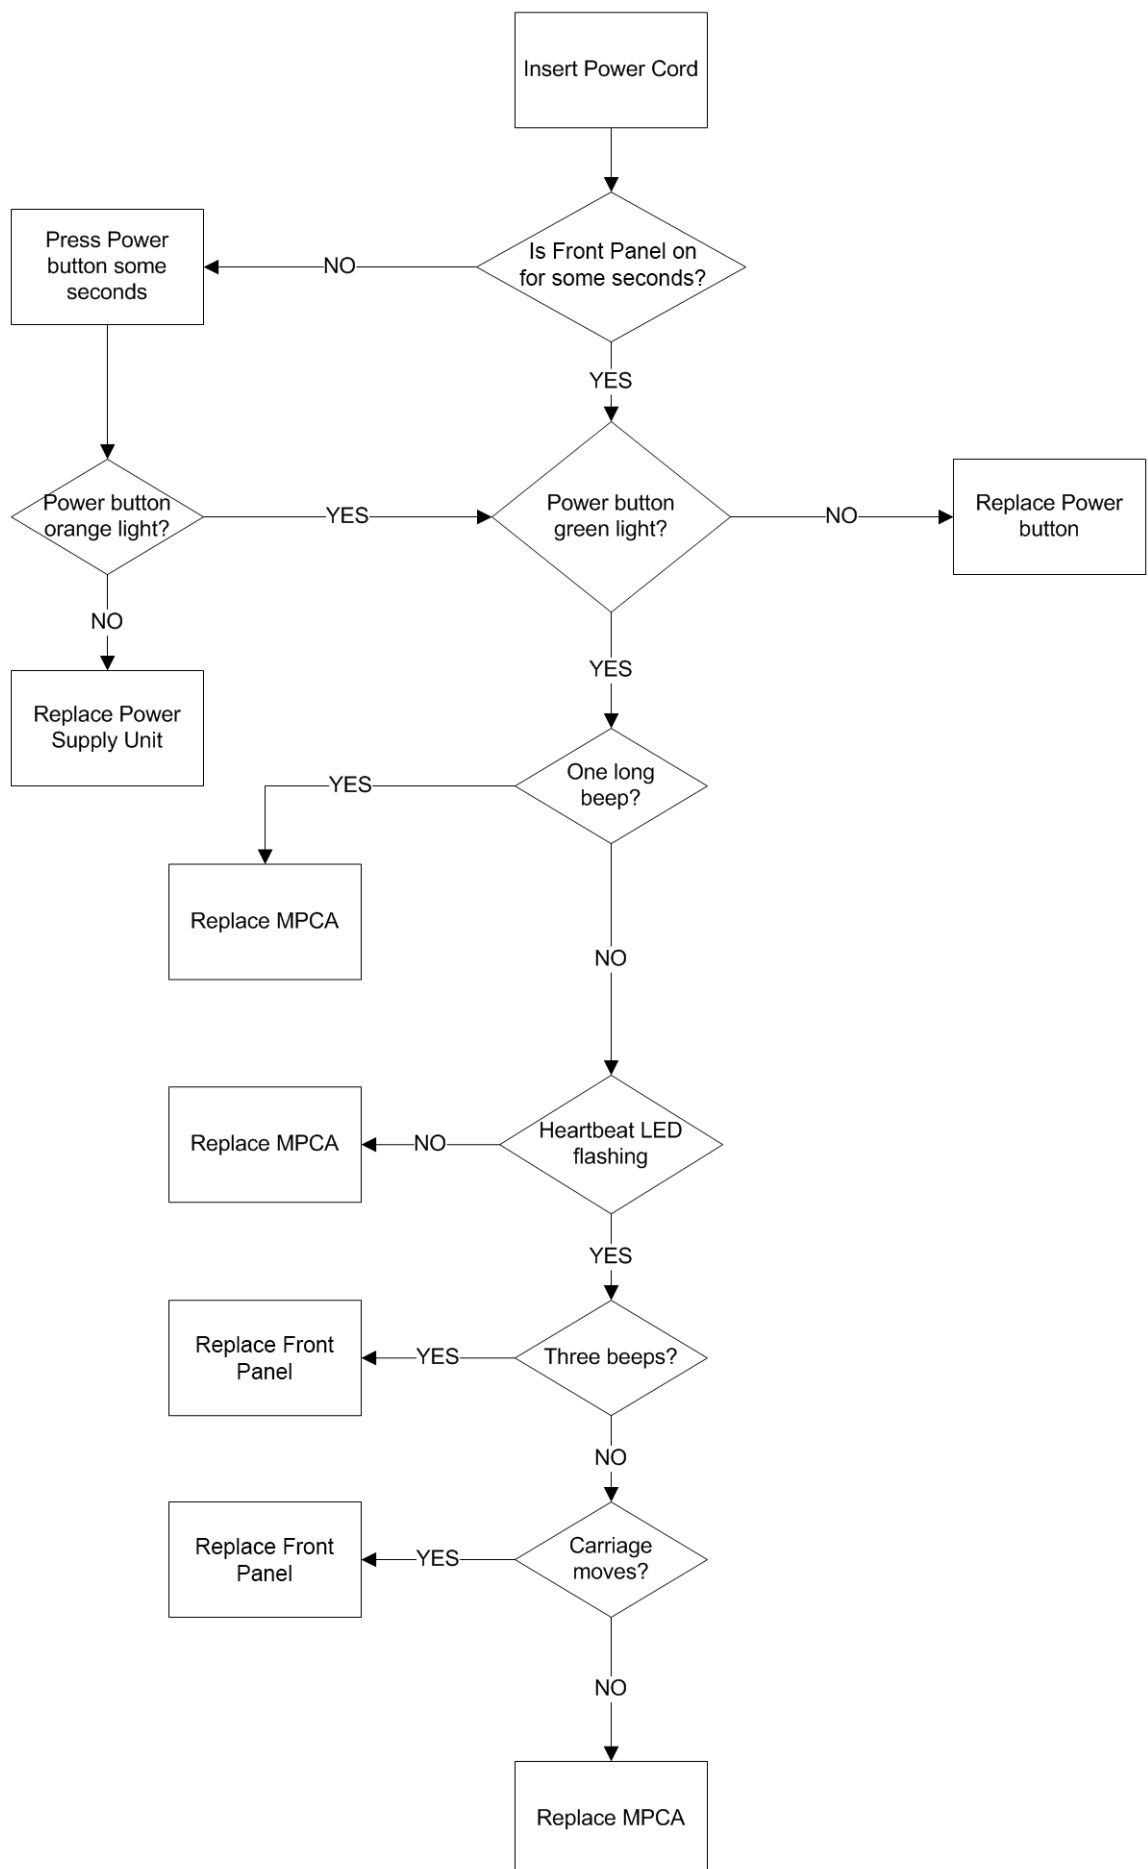 Insert Power Cord
Is Front Panel on
for some seconds?
NO
Press Power
button some
seconds
YES
Power button
orange light?
YES
Power button
green light?
NO
Replace Power
button
NO
Replace Power
Supply Unit
YES
One long
beep?
YES
Replace MPCA
NO
Heartbeat LED
flashing
NO
Replace MPCA
YES
Three beeps?
YES
Replace Front
Panel
NO
Carriage
moves?
YES
Replace Front
Panel
NO
Replace MPCA